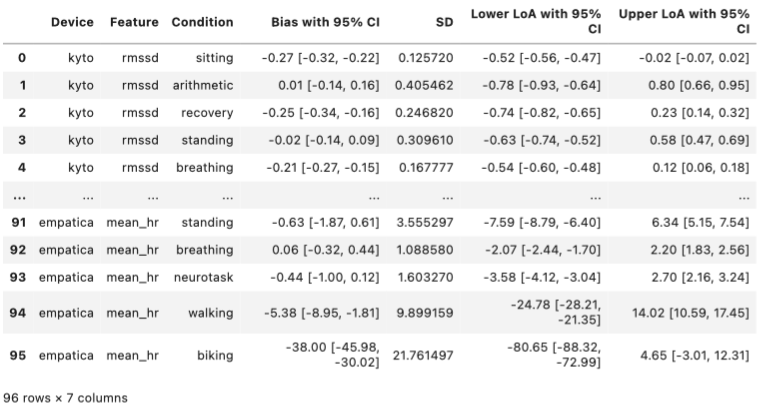 Device Feature Condition Bias with 95% CI SD Lower LoA with 95% CI Upper LoA with 95% CI
0 kyto rmssd sitting -0.27 [-0.32, -0.22] 0.125720 -0.52 [-0.56, -0.47] -0.02 [-0.07, 0.02]
1 kyto rmssd arithmetic 0.01 [-0.14, 0.16] 0.405462 -0.78 [-0.93, -0.64] 0.80 [0.66, 0.95]
2 kyto rmssd recovery -0.25 [-0.34, -0.16] 0.246820 -0.74 [-0.82, -0.65] 0.23 [0.14, 0.32]
3 kyto rmssd standing -0.02 [-0.14, 0.09] 0.309610 -0.63 [-0.74, -0.52] 0.58 [0.47, 0.69]
4 kyto rmssd breathing -0.21 [-0.27, -0.15] 0.167777 -0.54 [-0.60, -0.48] 0.12 [0.06, 0.18]
... ... ... ... ... ... ... ...
91 empatica mean_hr standing -0.63 [-1.87, 0.61] 3.555297 -7.59 [-8.79, -6.40] 6.34 [5.15, 7.54]
92 empatica mean_hr breathing 0.06 [-0.32, 0.44] 1.088580 -2.07 [-2.44, -1.70] 2.20 [1.83, 2.56]
93 empatica mean_hr neurotask -0.44 [-1.00, 0.12] 1.603270 -3.58 [-4.12, -3.04] 2.70 [2.16, 3.24]
94 empatica mean_hr walking -5.38 [-8.95, -1.81] 9.899159 -24.78 [-28.21, -21.35] 14.02 [10.59, 17.45]
95 empatica mean_hr biking -38.00 [-45.98, -30.02] 21.761497 -80.65 [-88.32, -72.99] 4.65 [-3.01, 12.31]
96 rows × 7 columns